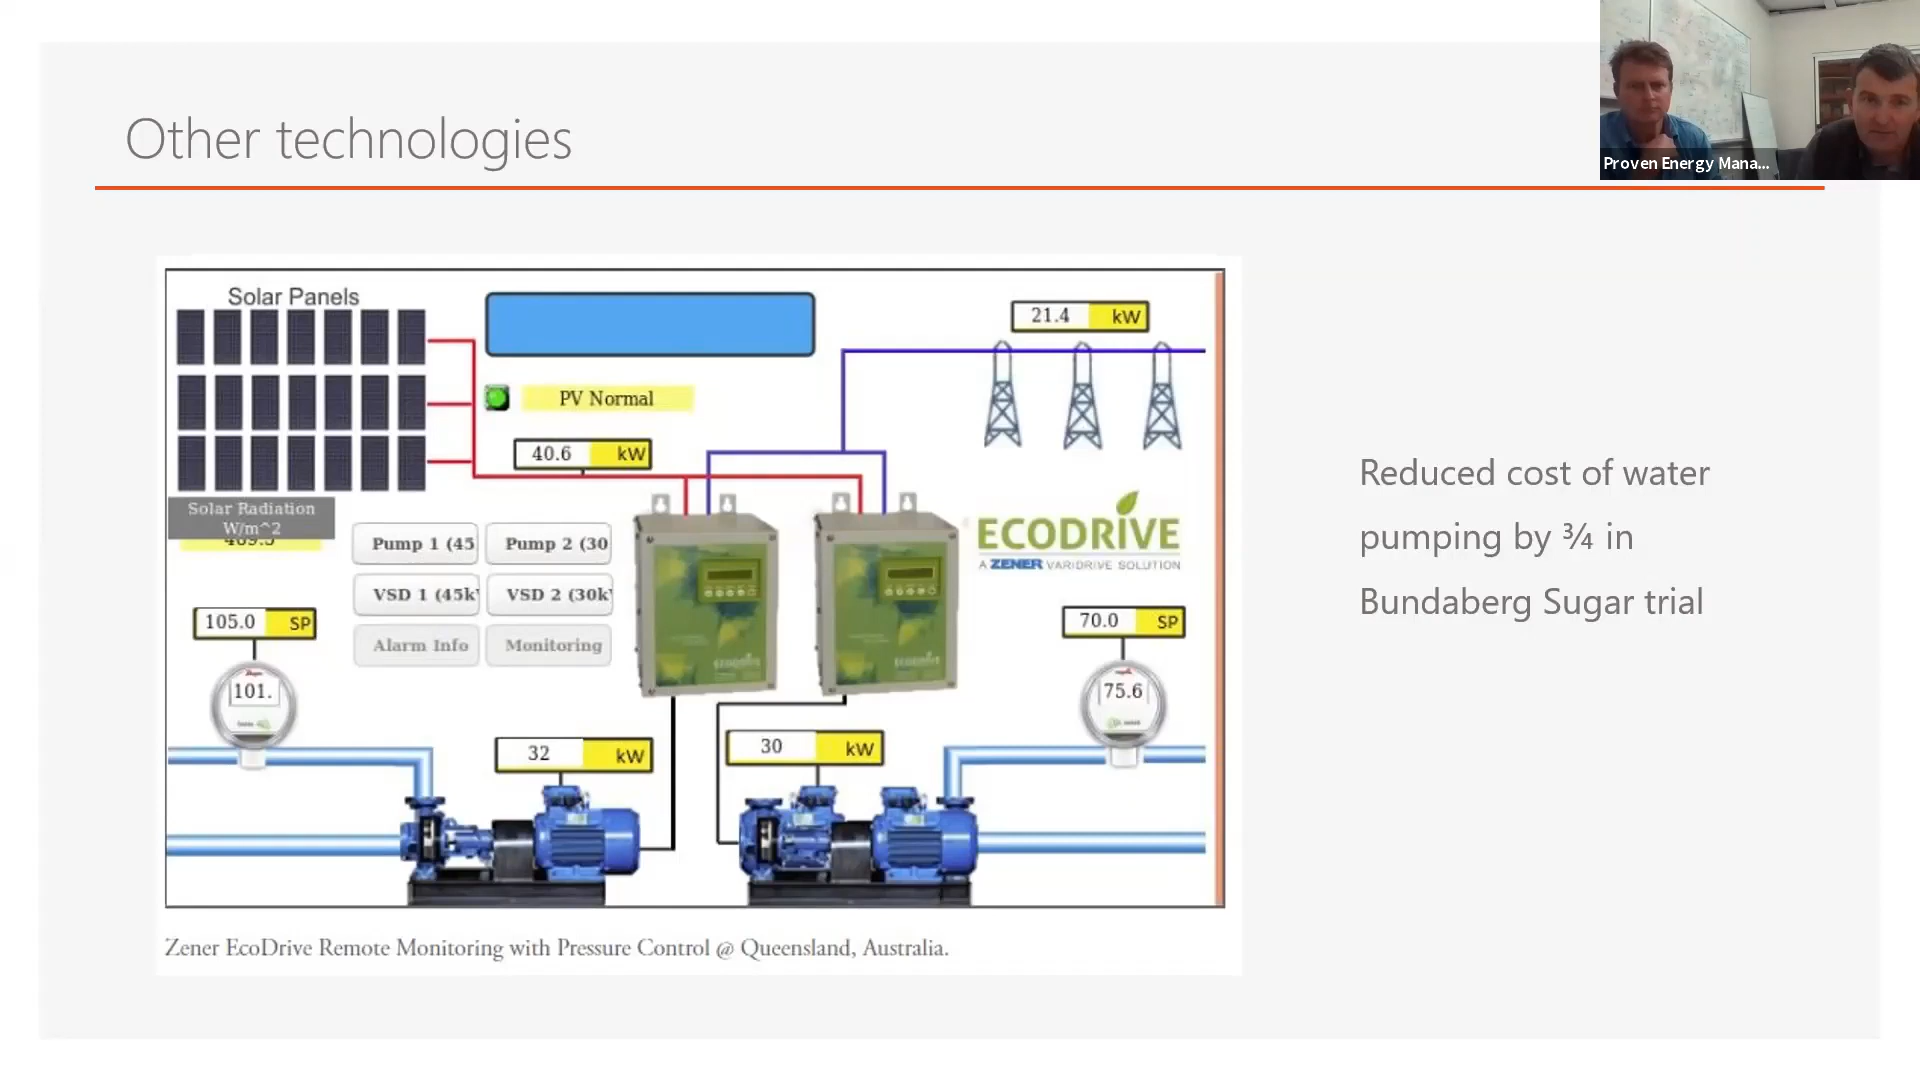 Other technologies
Proven Energy Mana...
Solar Panels
21.4 kW
PV Normal
40.6 kW
Solar Radiation
W/m^2
Pump 1 (45
Pump 2 (30
VSD 1 (45k
VSD 2 (30k
Alarm Info
Monitoring
ECODRIVE
A ZENER VARIDRIVE SOLUTION
105.0 SP
101.
70.0 SP
75.6
32 kW
30 kW
Reduced cost of water
pumping by ¾ in
Bundaberg Sugar trial
Zener EcoDrive Remote Monitoring with Pressure Control @ Queensland, Australia.